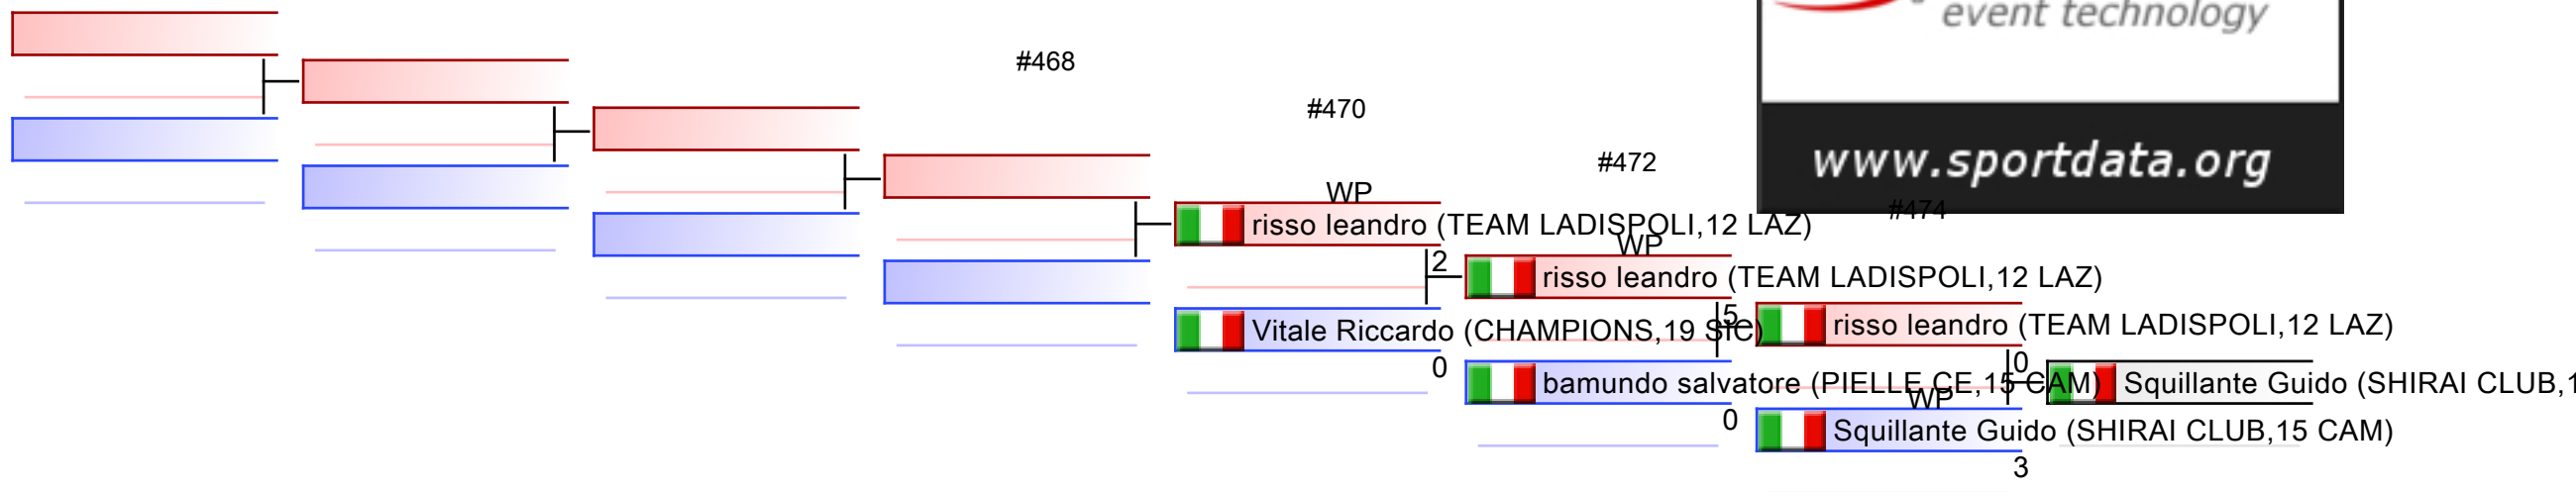 event technology
#468
#470
#472
www.sportdata.org
WP
#474
risso leandro (TEAM LADISPOLI,12 LAZ)
WP
2
risso leandro (TEAM LADISPOLI,12 LAZ)
5
Vitale Riccardo (CHAMPIONS,19 SIC)
risso leandro (TEAM LADISPOLI,12 LAZ)
0
0
bamundo salvatore (PIELLE CE,15 CAM)
Squillante Guido (SHIRAI CLUB,1
WP
0
Squillante Guido (SHIRAI CLUB,15 CAM)
3